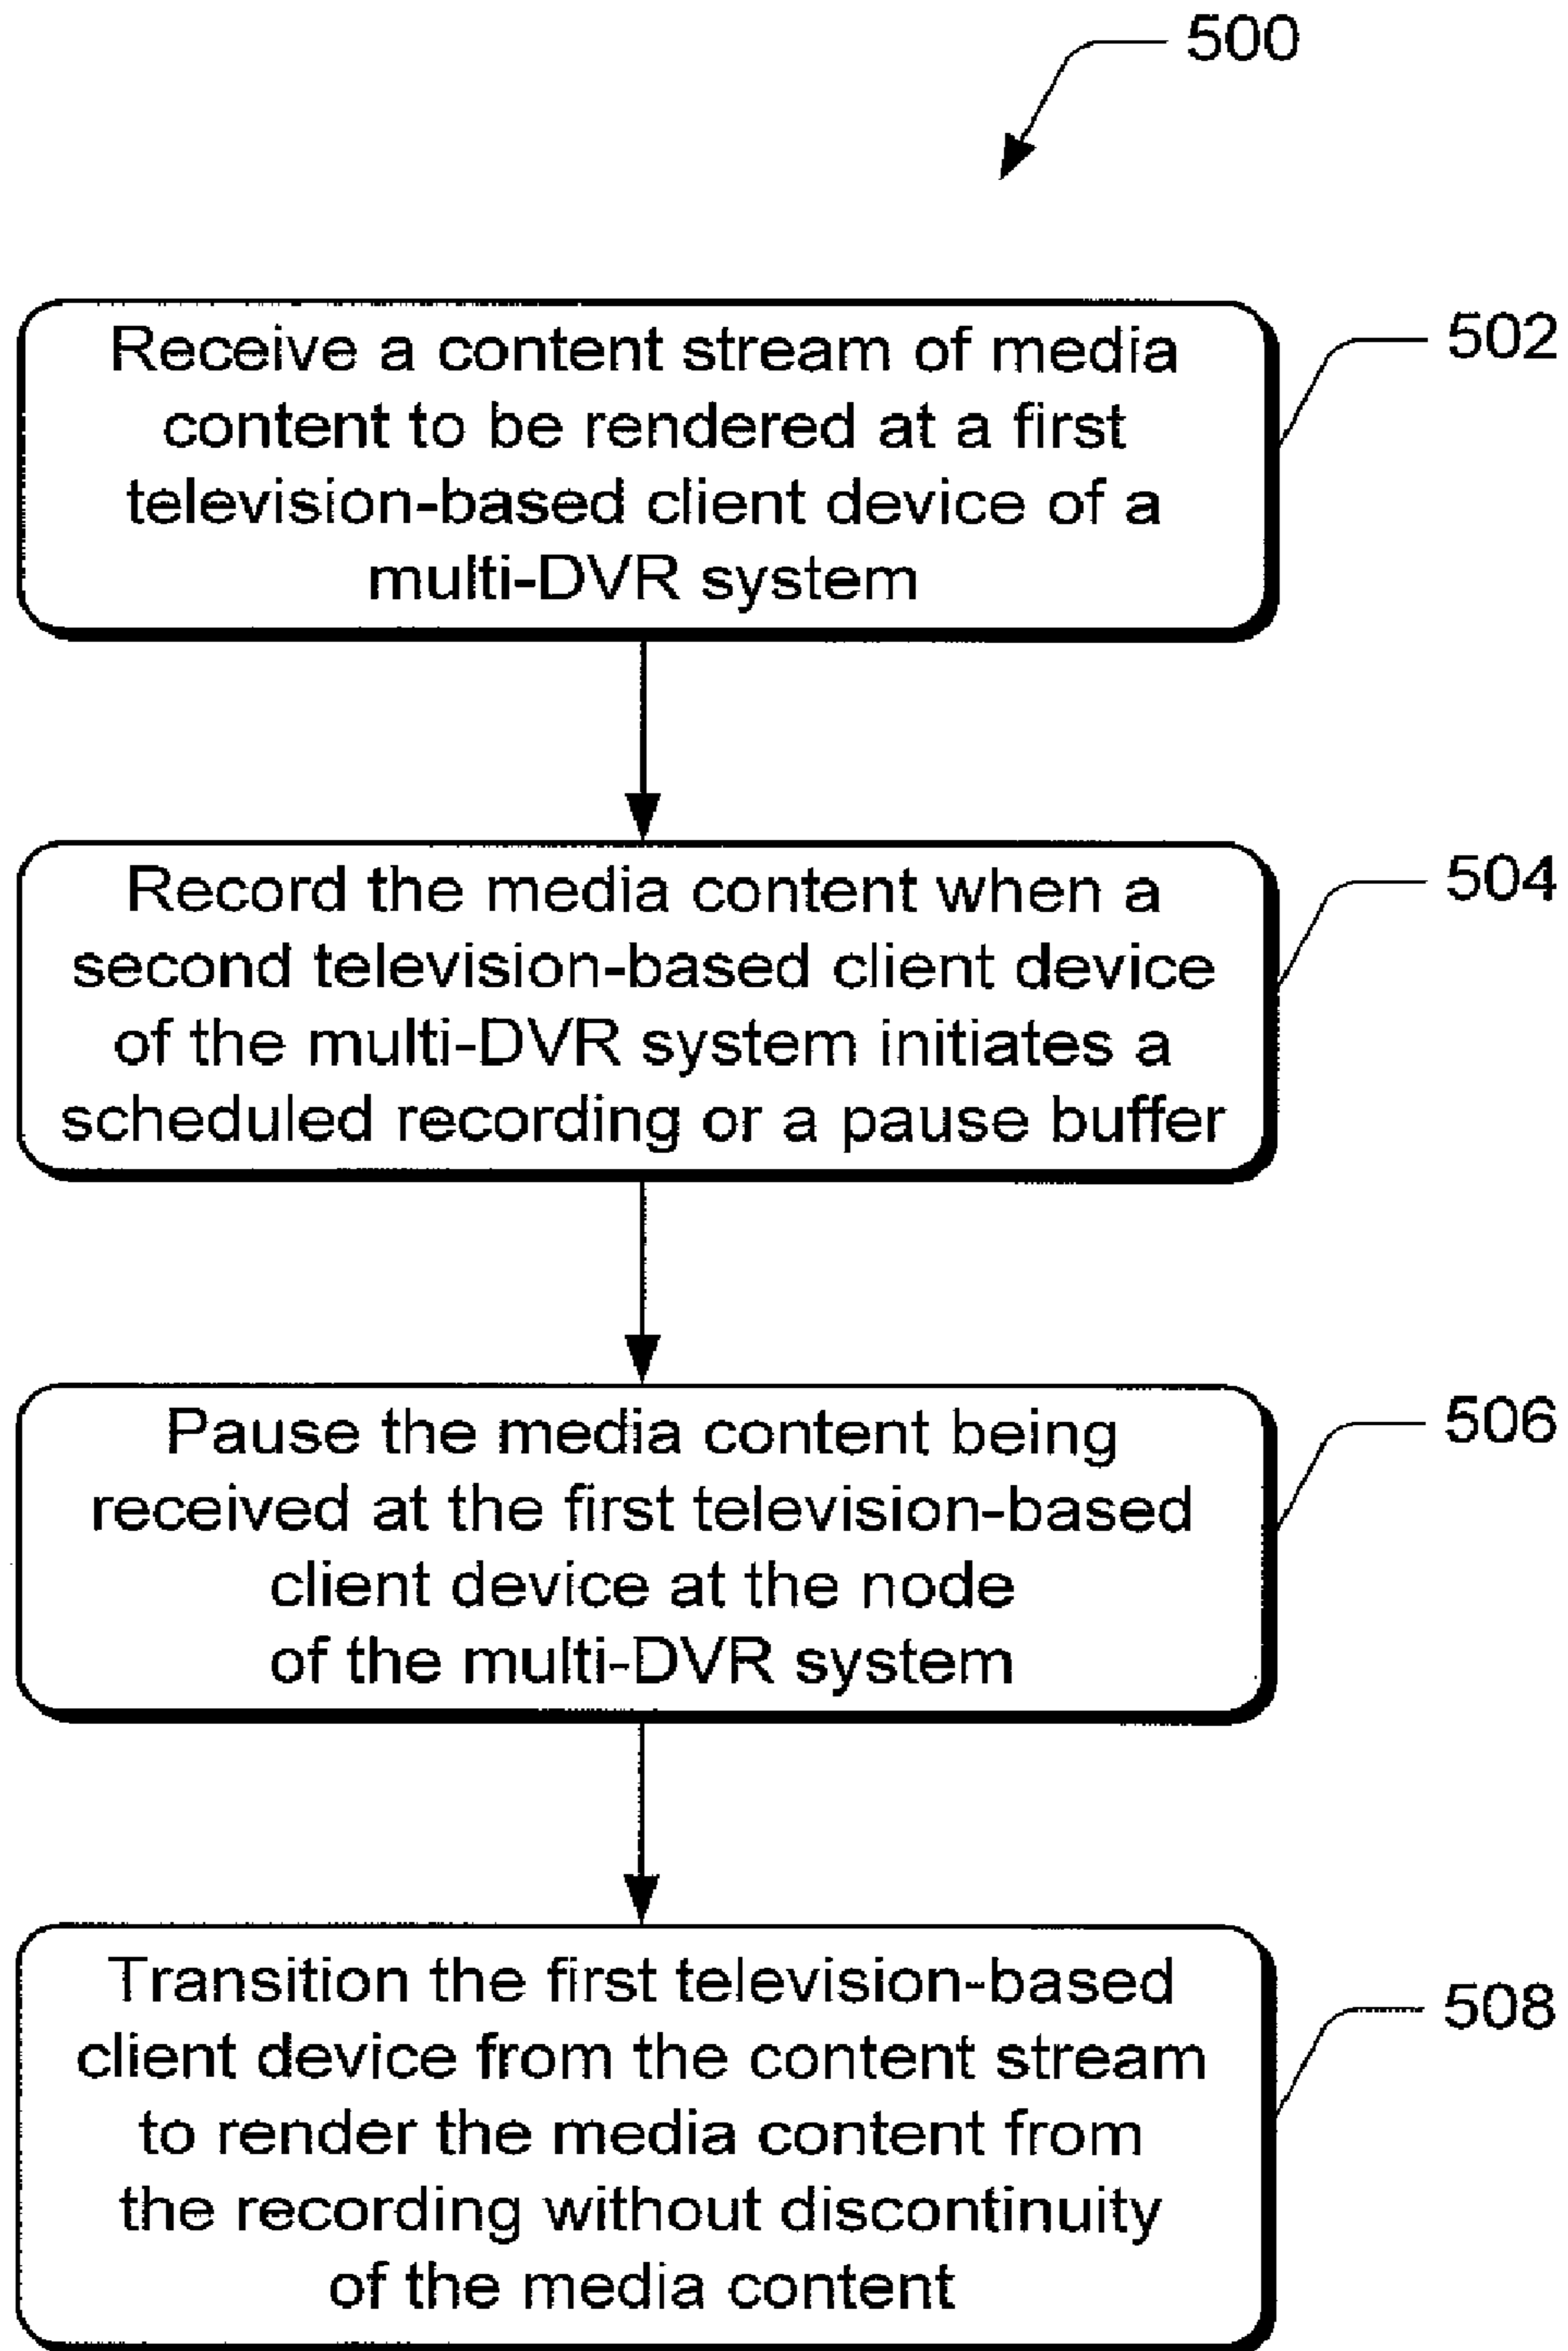 500
Receive a content stream of media
content to be rendered at a first
television-based client device of a
multi-DVR system
502
Record the media content when a
second television-based client device
of the multi-DVR system initiates a
scheduled recording or a pause buffer
504
Pause the media content being
received at the first television-based
client device at the node
of the multi-DVR system
506
Transition the first television-based
client device from the content stream
to render the media content from
the recording without discontinuity
of the media content
508